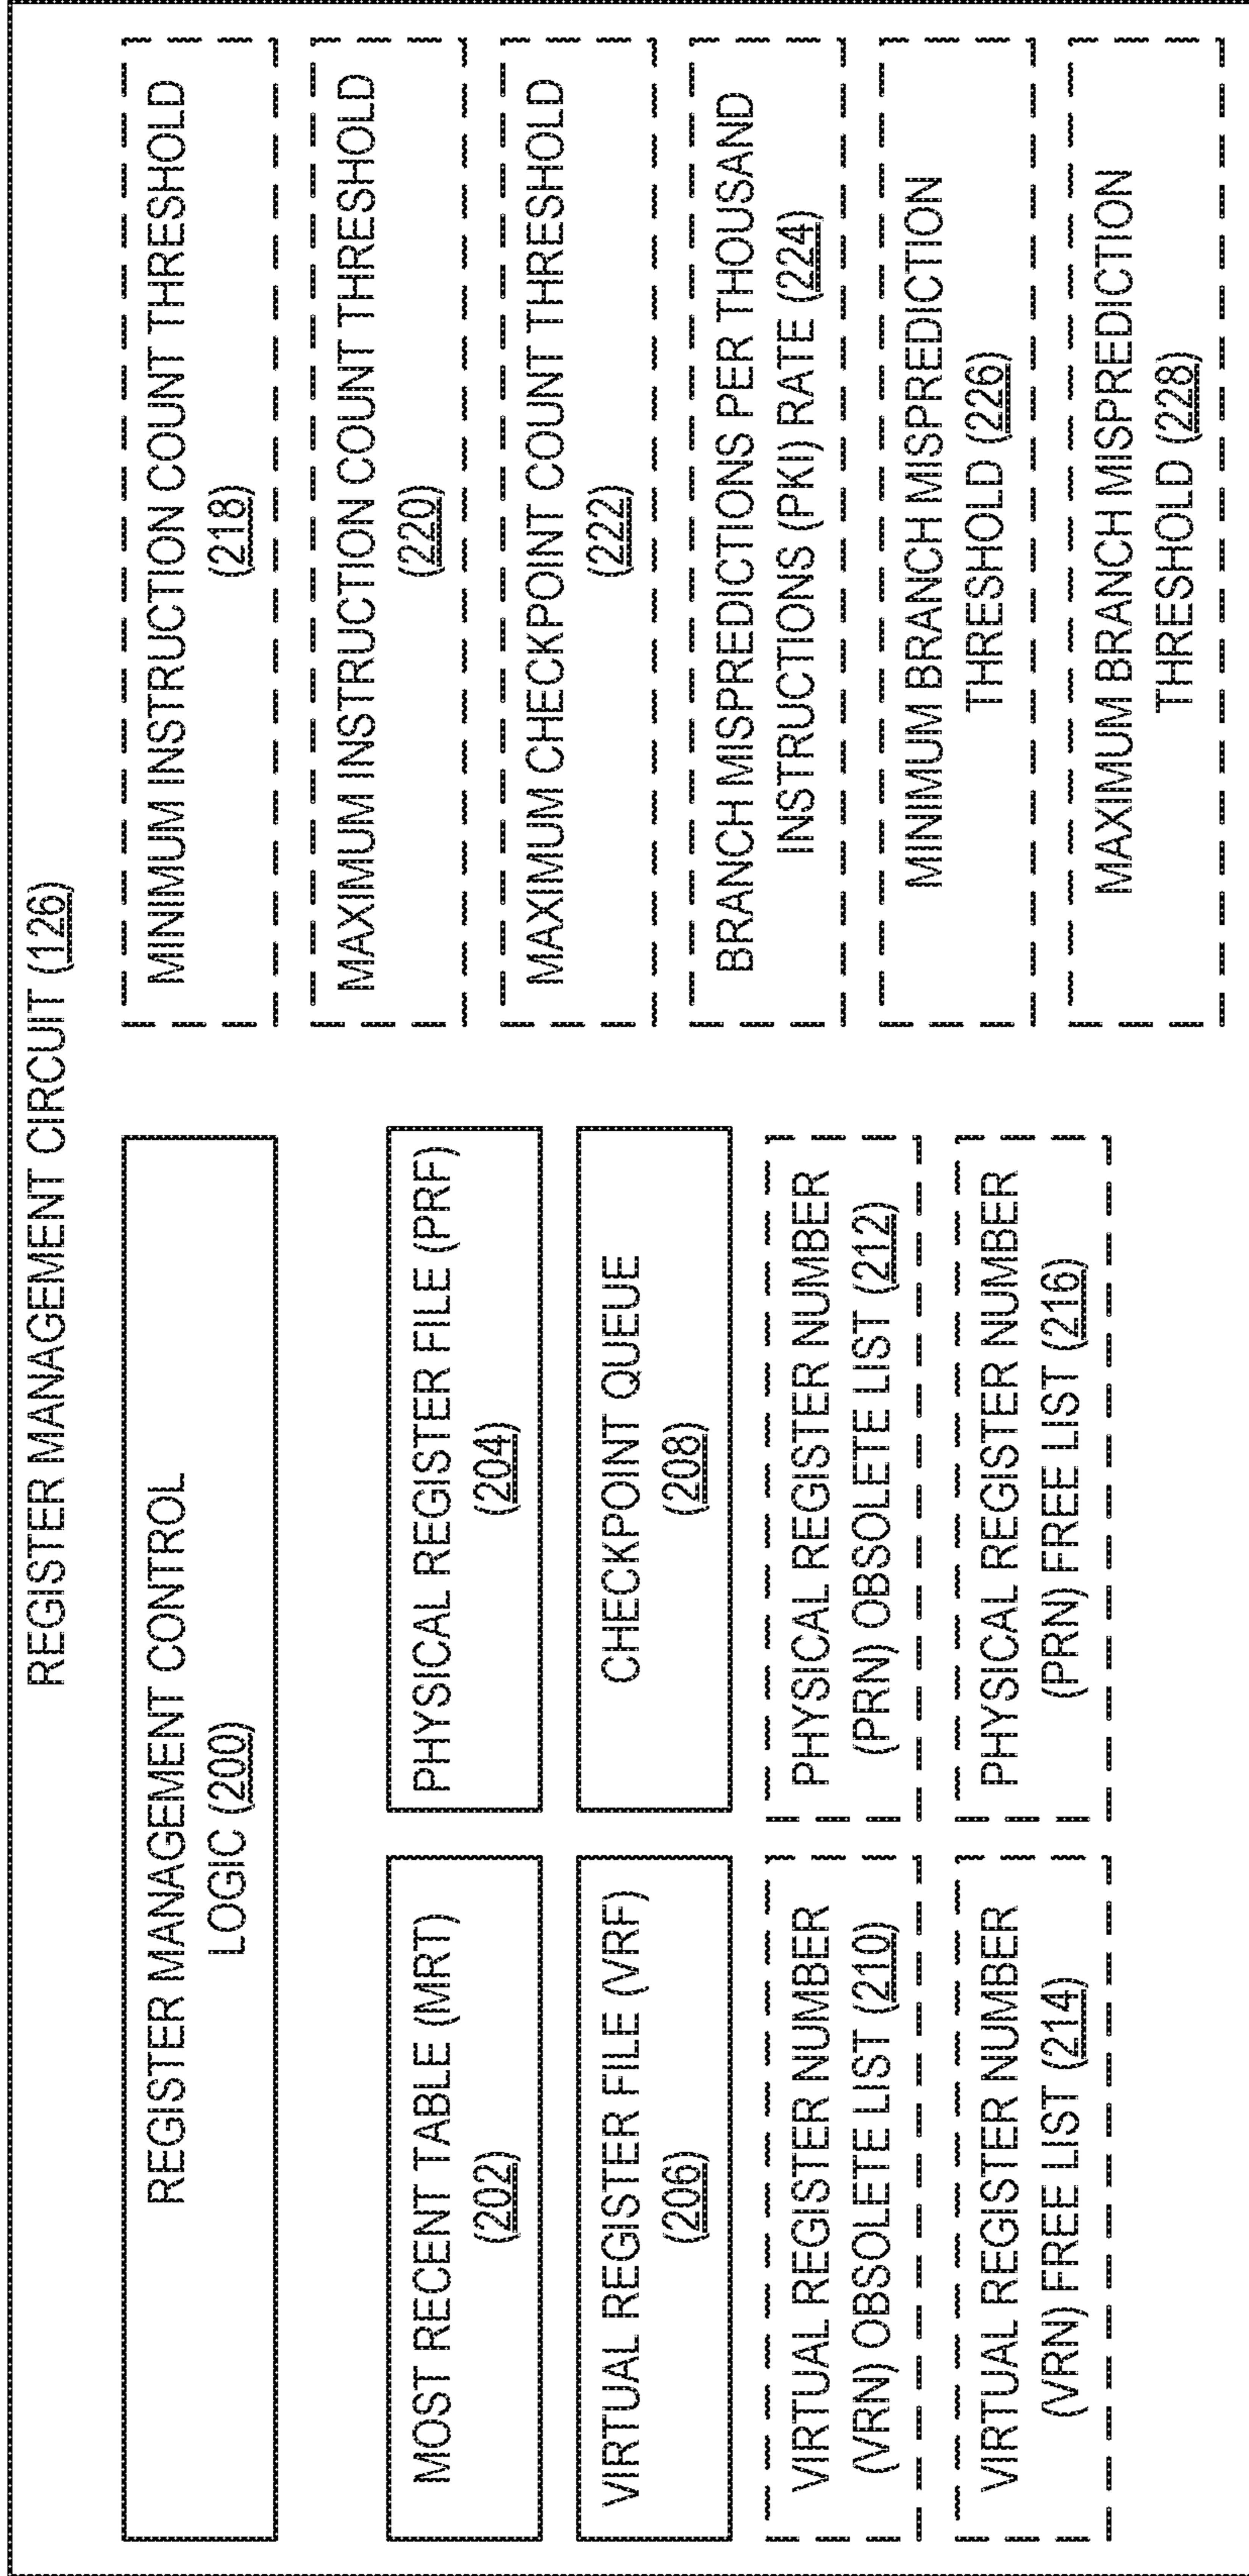 REGISTER MANAGEMENT CIRCUIT (126)
REGISTER MANAGEMENT CONTROL
LOGIC (200)
MOST RECENT TABLE (MRT)
(202)
PHYSICAL REGISTER FILE (PRF)
(204)
VIRTUAL REGISTER FILE (VRF)
(206)
CHECKPOINT QUEUE
(208)
VIRTUAL REGISTER NUMBER
(VRN) OBSOLETE LIST (210)
PHYSICAL REGISTER NUMBER
(PRN) OBSOLETE LIST (212)
VIRTUAL REGISTER NUMBER
(VRN) FREE LIST (214)
PHYSICAL REGISTER NUMBER
(PRN) FREE LIST (216)
MINIMUM INSTRUCTION COUNT THRESHOLD
(218)
MAXIMUM INSTRUCTION COUNT THRESHOLD
(220)
MAXIMUM CHECKPOINT COUNT THRESHOLD
(222)
BRANCH MISPREDICTIONS PER THOUSAND
INSTRUCTIONS (PKI) RATE (224)
MINIMUM BRANCH MISPREDICTION
THRESHOLD (226)
MAXIMUM BRANCH MISPREDICTION
THRESHOLD (228)